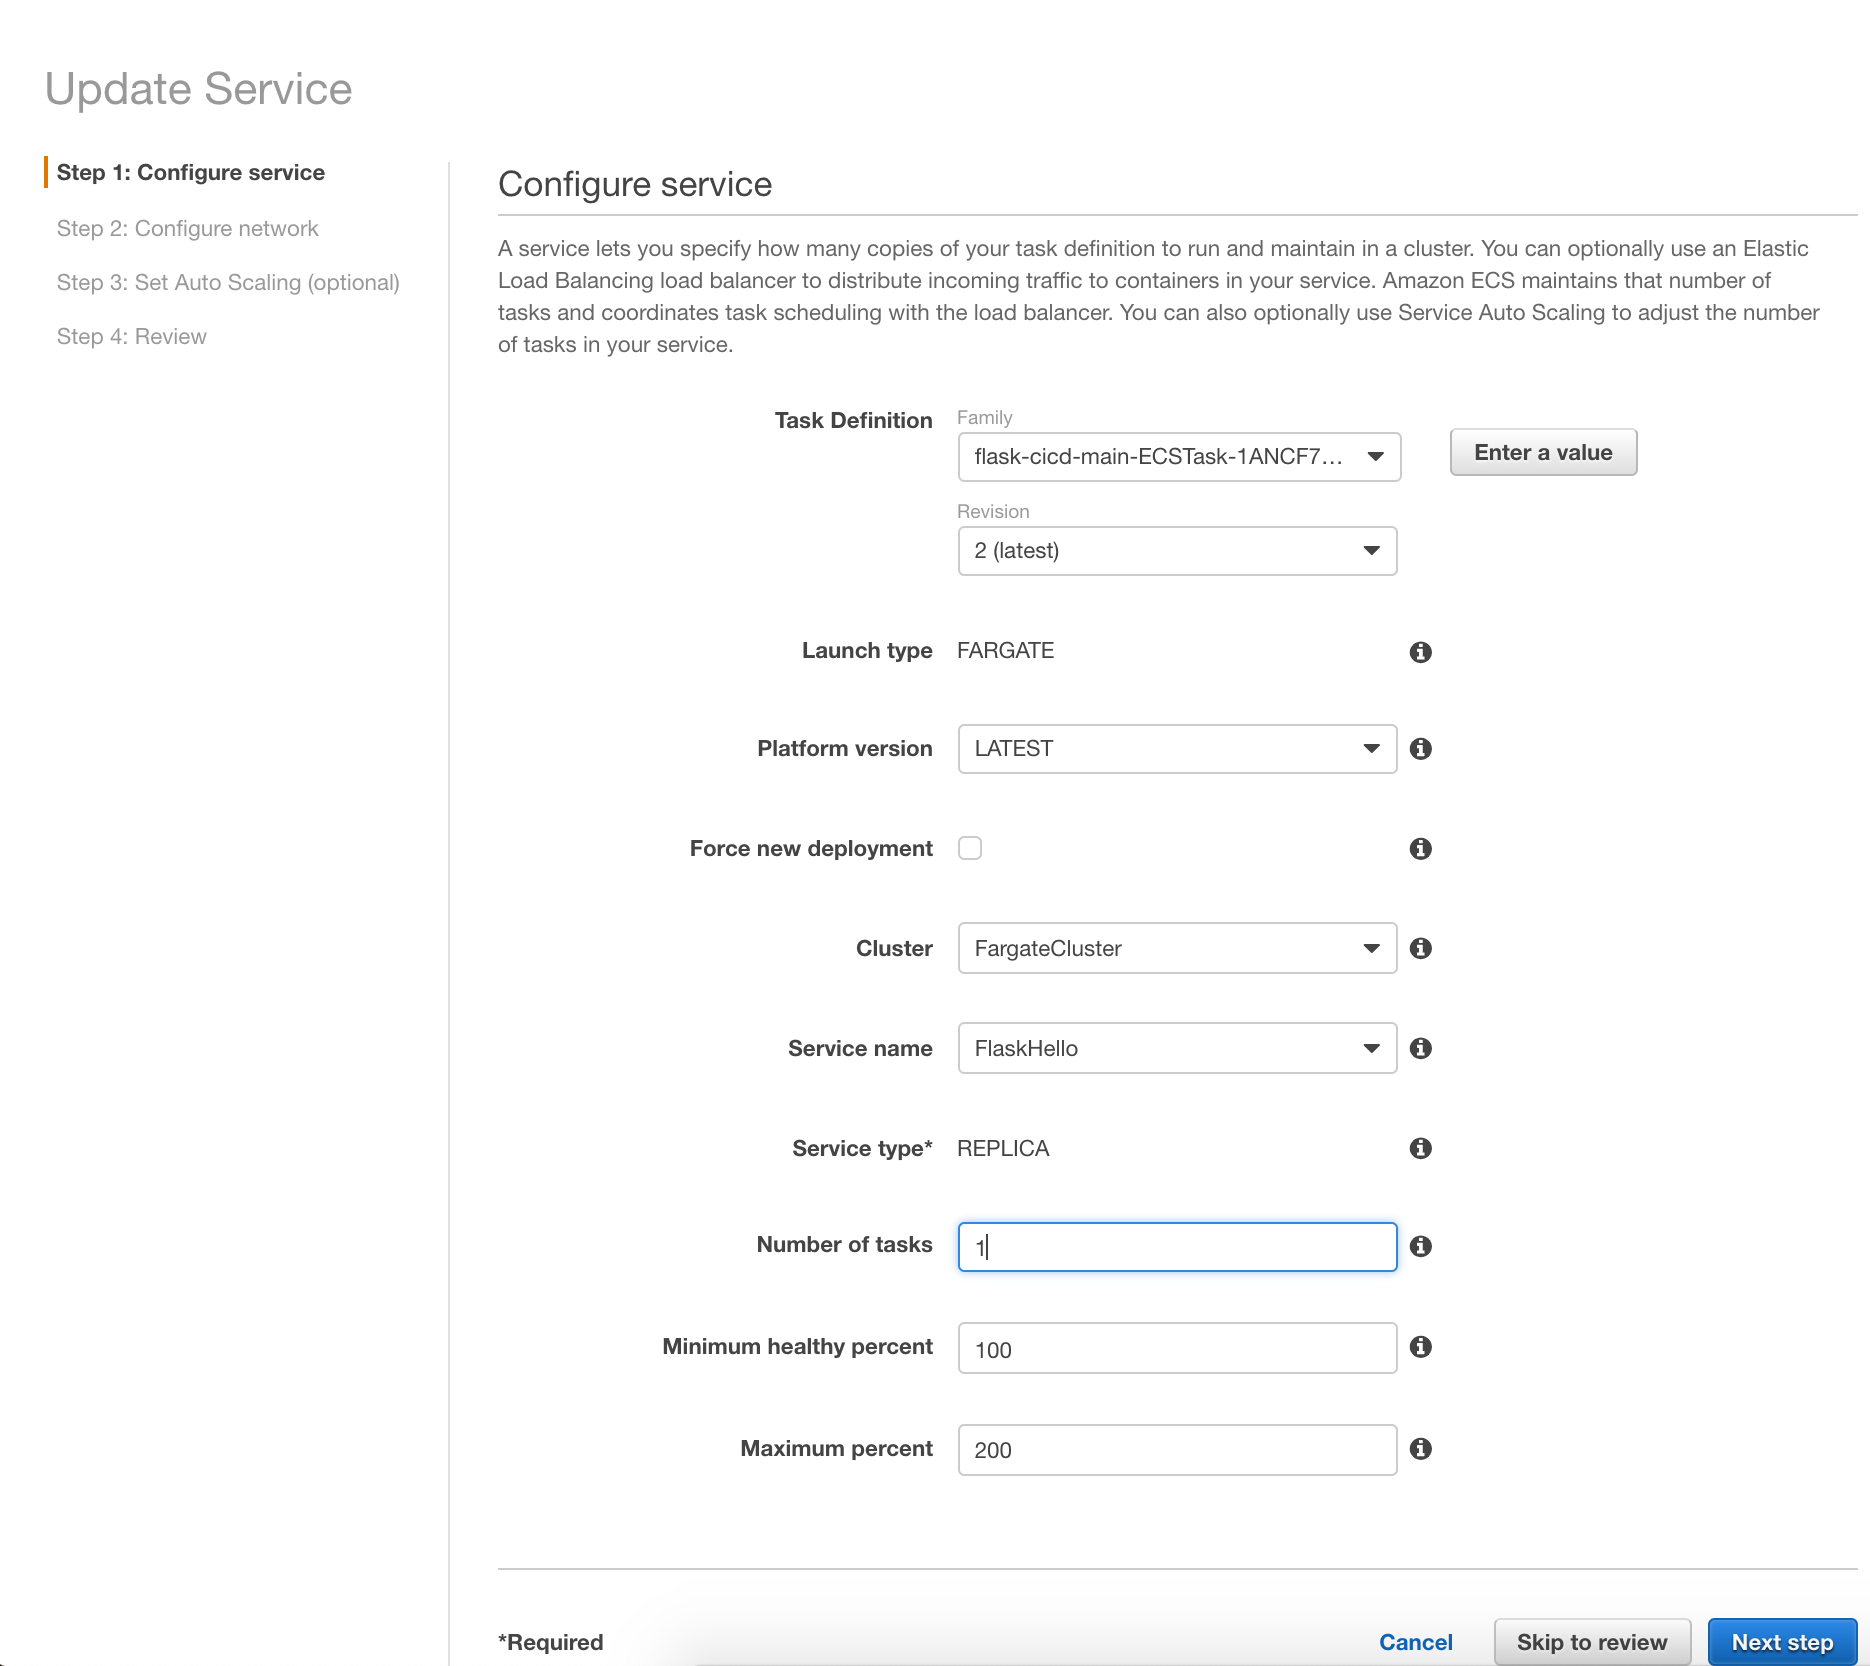 Update Service
Step 1: Configure service
Step 2: Configure network
Step 3: Set Auto Scaling (optional)
Step 4: Review
Configure service
A service lets you specify how many copies of your task definition to run and maintain in a cluster. You can optionally use an Elastic
Load Balancing load balancer to distribute incoming traffic to containers in your service. Amazon ECS maintains that number of
tasks and coordinates task scheduling with the load balancer. You can also optionally use Service Auto Scaling to adjust the number
of tasks in your service.
Task Definition
Family
flask-cicd-main-ECSTask-1ANCF7...
Enter a value
Revision
2 (latest)
Launch type FARGATE
Platform version LATEST
Force new deployment
Cluster FargateCluster
Service name FlaskHello
Service type* REPLICA
Number of tasks 1
Minimum healthy percent 100
Maximum percent 200
*Required Cancel Skip to review Next step